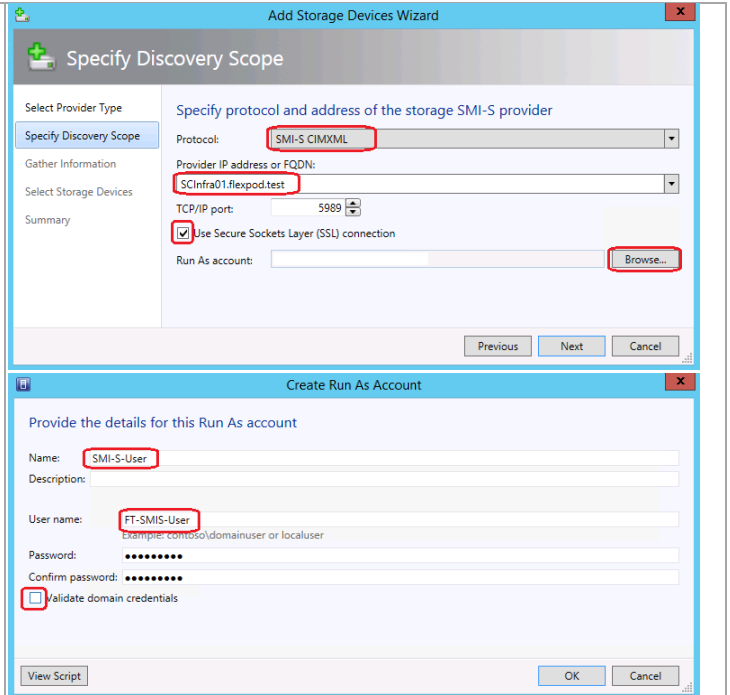 Add Storage Devices Wizard
x
Specify Discovery Scope
Select Provider Type
Specify Discovery Scope
Gather Information
Select Storage Devices
Summary
Specify protocol and address of the storage SMI-S provider
Protocol: SMI-S CIMXML
Provider IP address or FQDN:
SCInfra01.flexpod.test
TCP/IP port: 5989
Use Secure Sockets Layer (SSL) connection
Run As account: Browse...
Previous Next Cancel
Create Run As Account
x
Provide the details for this Run As account
Name: SMI-S-User
Description:
User name: FT-SMIS-User
Example: contoso\domainuser or localuser
Password: •••••••••
Confirm password: •••••••••
Validate domain credentials
View Script OK Cancel